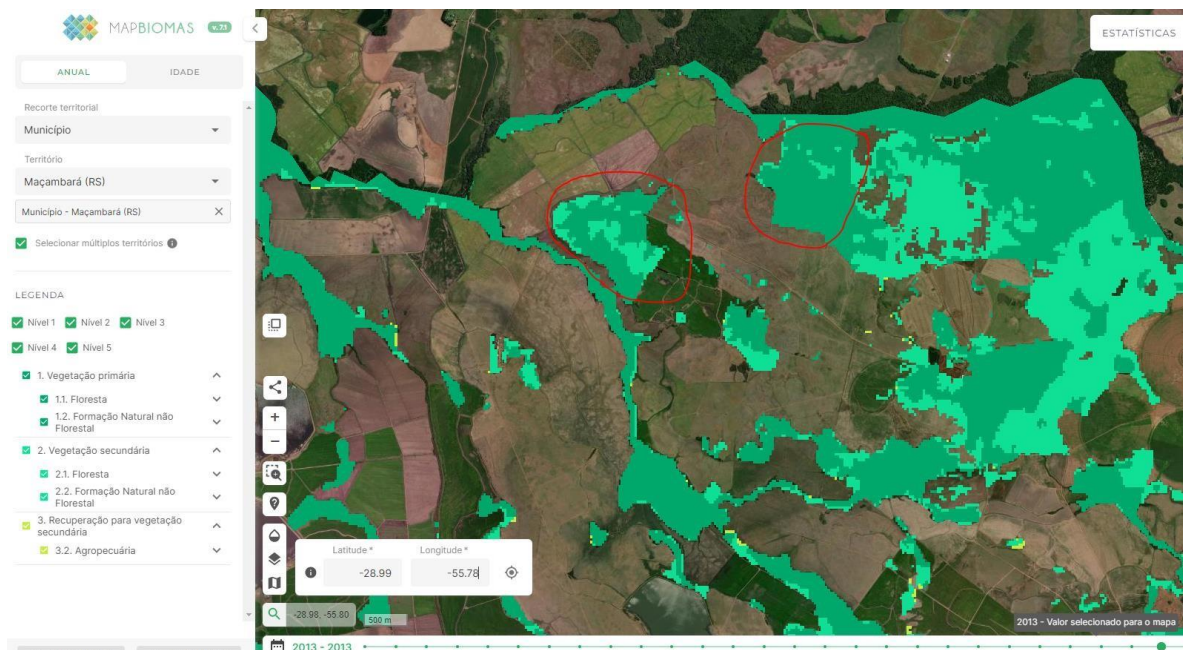 MAPBIOMAS v.7.1
ESTATÍSTICAS
ANUAL IDADE
Recorte territorial
Município
Território
Maçambará (RS)
Município - Maçambará (RS)
Selecionar múltiplos territórios
LEGENDA
Nível 1 Nível 2 Nível 3
Nível 4 Nível 5
1. Vegetação primária
1.1. Floresta
1.2. Formação Natural não
Florestal
2. Vegetação secundária
2.1. Floresta
2.2. Formação Natural não
Florestal
3. Recuperação para vegetação
secundária
3.2. Agropecuária
Latitude * Longitude *
-28.99 -55.78
-28.98, -55.80 500 m
2013 - Valor selecionado para o mapa
2013 - 2013